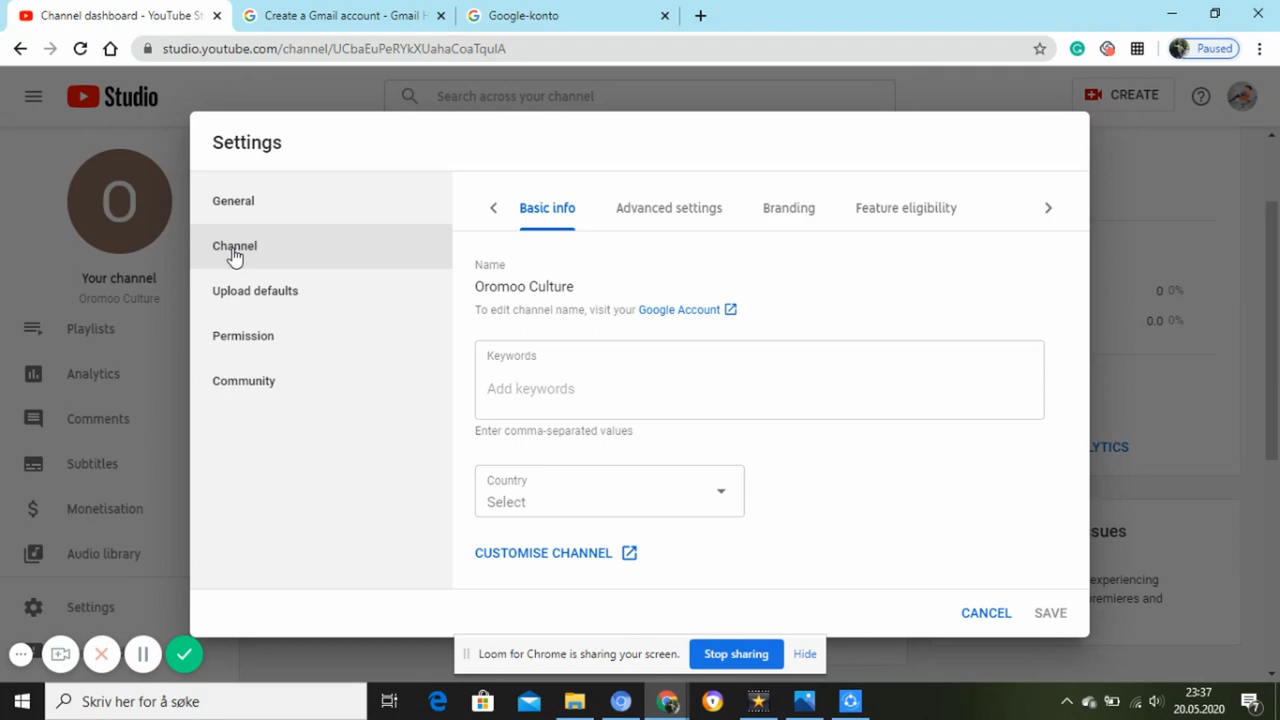 Channel dashboard - YouTube St
Create a Gmail account - Gmail H
Google-konto
studio.youtube.com/channel/UCbaEuPeRYkXUahaCoaTquIA
Paused
Studio
Search across your channel
CREATE
Settings
O
Your channel
Oromoo Culture
Playlists
Analytics
Comments
Subtitles
Monetisation
Audio library
Settings
General
Channel
Upload defaults
Permission
Community
Basic info
Advanced settings
Branding
Feature eligibility
Name
Oromoo Culture
To edit channel name, visit your Google Account
Keywords
Add keywords
Enter comma-separated values
Country
Select
CUSTOMISE CHANNEL
CANCEL
SAVE
0 0%
0.0 0%
LYTICS
sues
experiencing
remieres and
Loom for Chrome is sharing your screen.
Stop sharing
Hide
Skriv her for å søke
23:37
20.05.2020
7